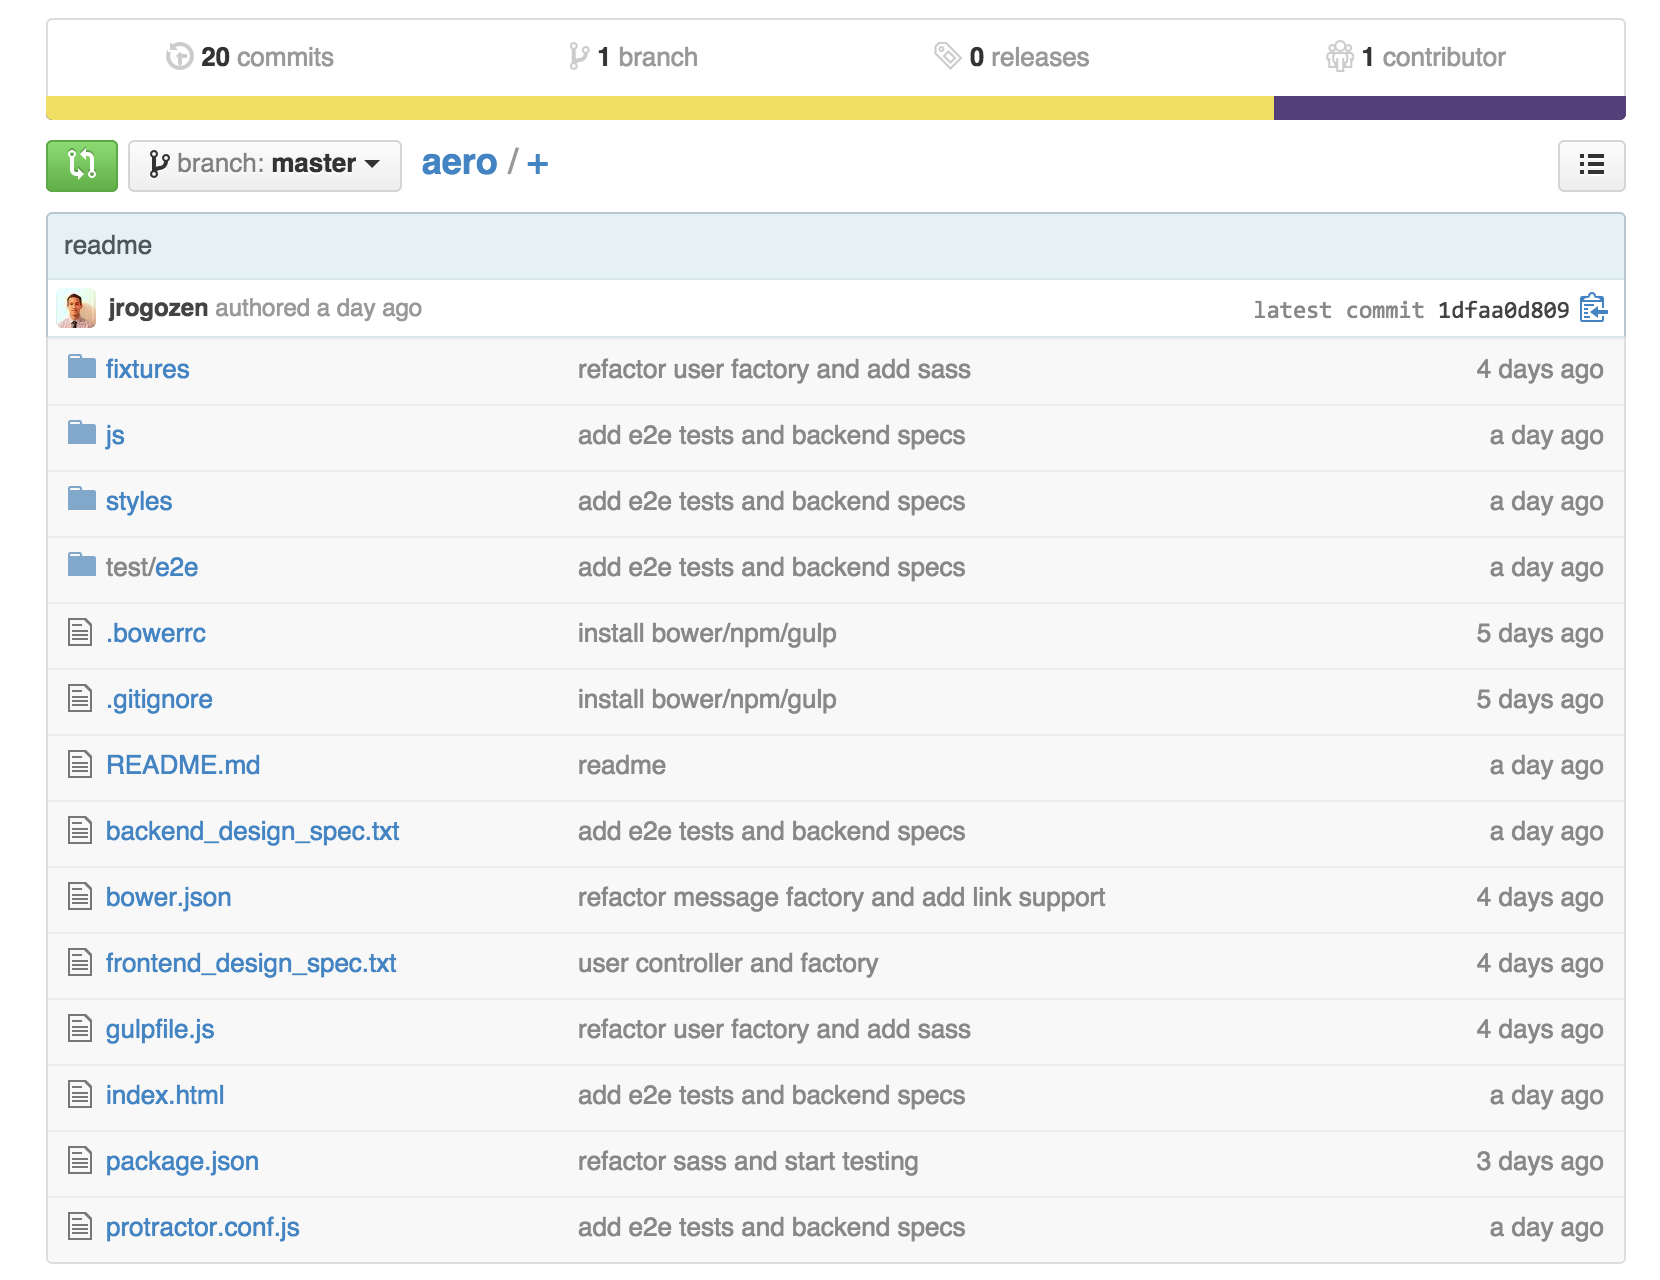 20 commits 1 branch 0 releases 1 contributor
branch: master aero / +
readme
jrogozen authored a day ago latest commit 1dfaa0d809
fixtures refactor user factory and add sass 4 days ago
js add e2e tests and backend specs a day ago
styles add e2e tests and backend specs a day ago
test/e2e add e2e tests and backend specs a day ago
.bowerrc install bower/npm/gulp 5 days ago
.gitignore install bower/npm/gulp 5 days ago
README.md readme a day ago
backend_design_spec.txt add e2e tests and backend specs a day ago
bower.json refactor message factory and add link support 4 days ago
frontend_design_spec.txt user controller and factory 4 days ago
gulpfile.js refactor user factory and add sass 4 days ago
index.html add e2e tests and backend specs a day ago
package.json refactor sass and start testing 3 days ago
protractor.conf.js add e2e tests and backend specs a day ago